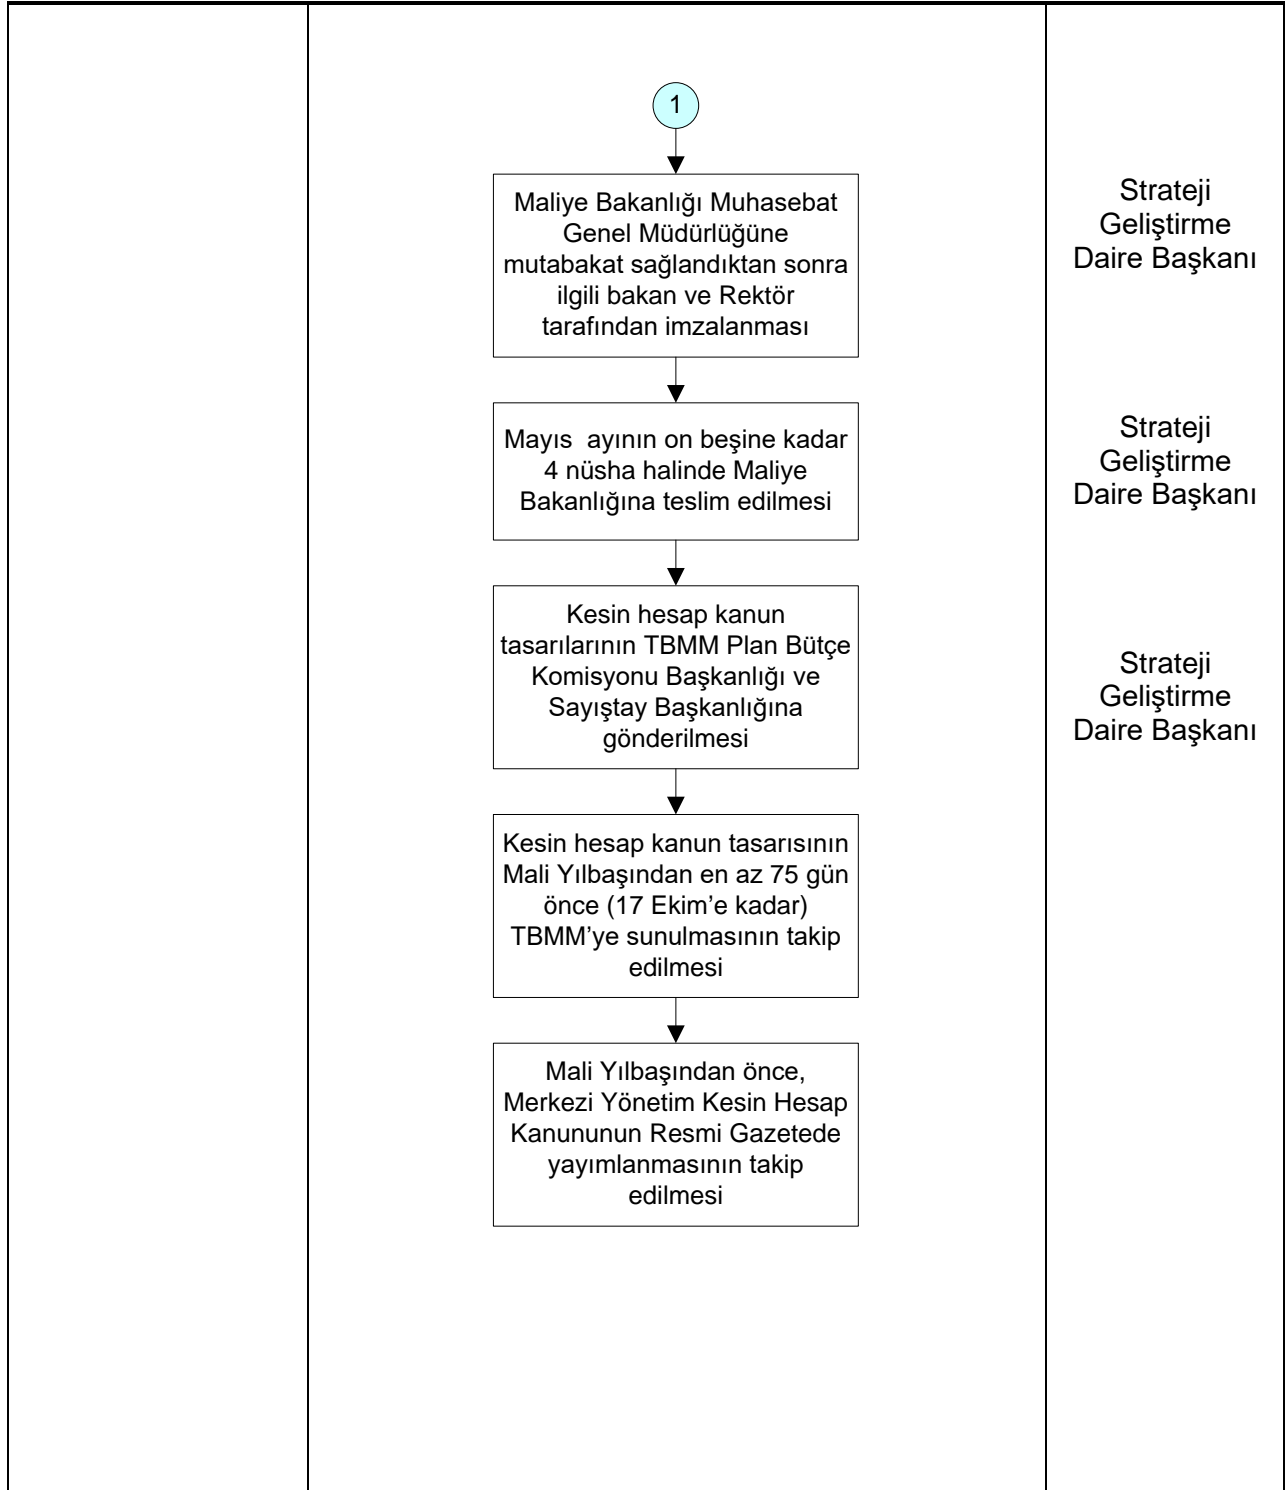 1
Maliye Bakanlığı Muhasebat
Genel Müdürlüğüne
mutabakat sağlandıktan sonra
ilgili bakan ve Rektör
tarafından imzalanması
Strateji
Geliştirme
Daire Başkanı
Mayıs  ayının on beşine kadar
4 nüsha halinde Maliye
Bakanlığına teslim edilmesi
Strateji
Geliştirme
Daire Başkanı
Kesin hesap kanun
tasarılarının TBMM Plan Bütçe
Komisyonu Başkanlığı ve
Sayıştay Başkanlığına
gönderilmesi
Strateji
Geliştirme
Daire Başkanı
Kesin hesap kanun tasarısının
Mali Yılbaşından en az 75 gün
önce (17 Ekim’e kadar)
TBMM’ye sunulmasının takip
edilmesi
Mali Yılbaşından önce,
Merkezi Yönetim Kesin Hesap
Kanununun Resmi Gazetede
yayımlanmasının takip
edilmesi